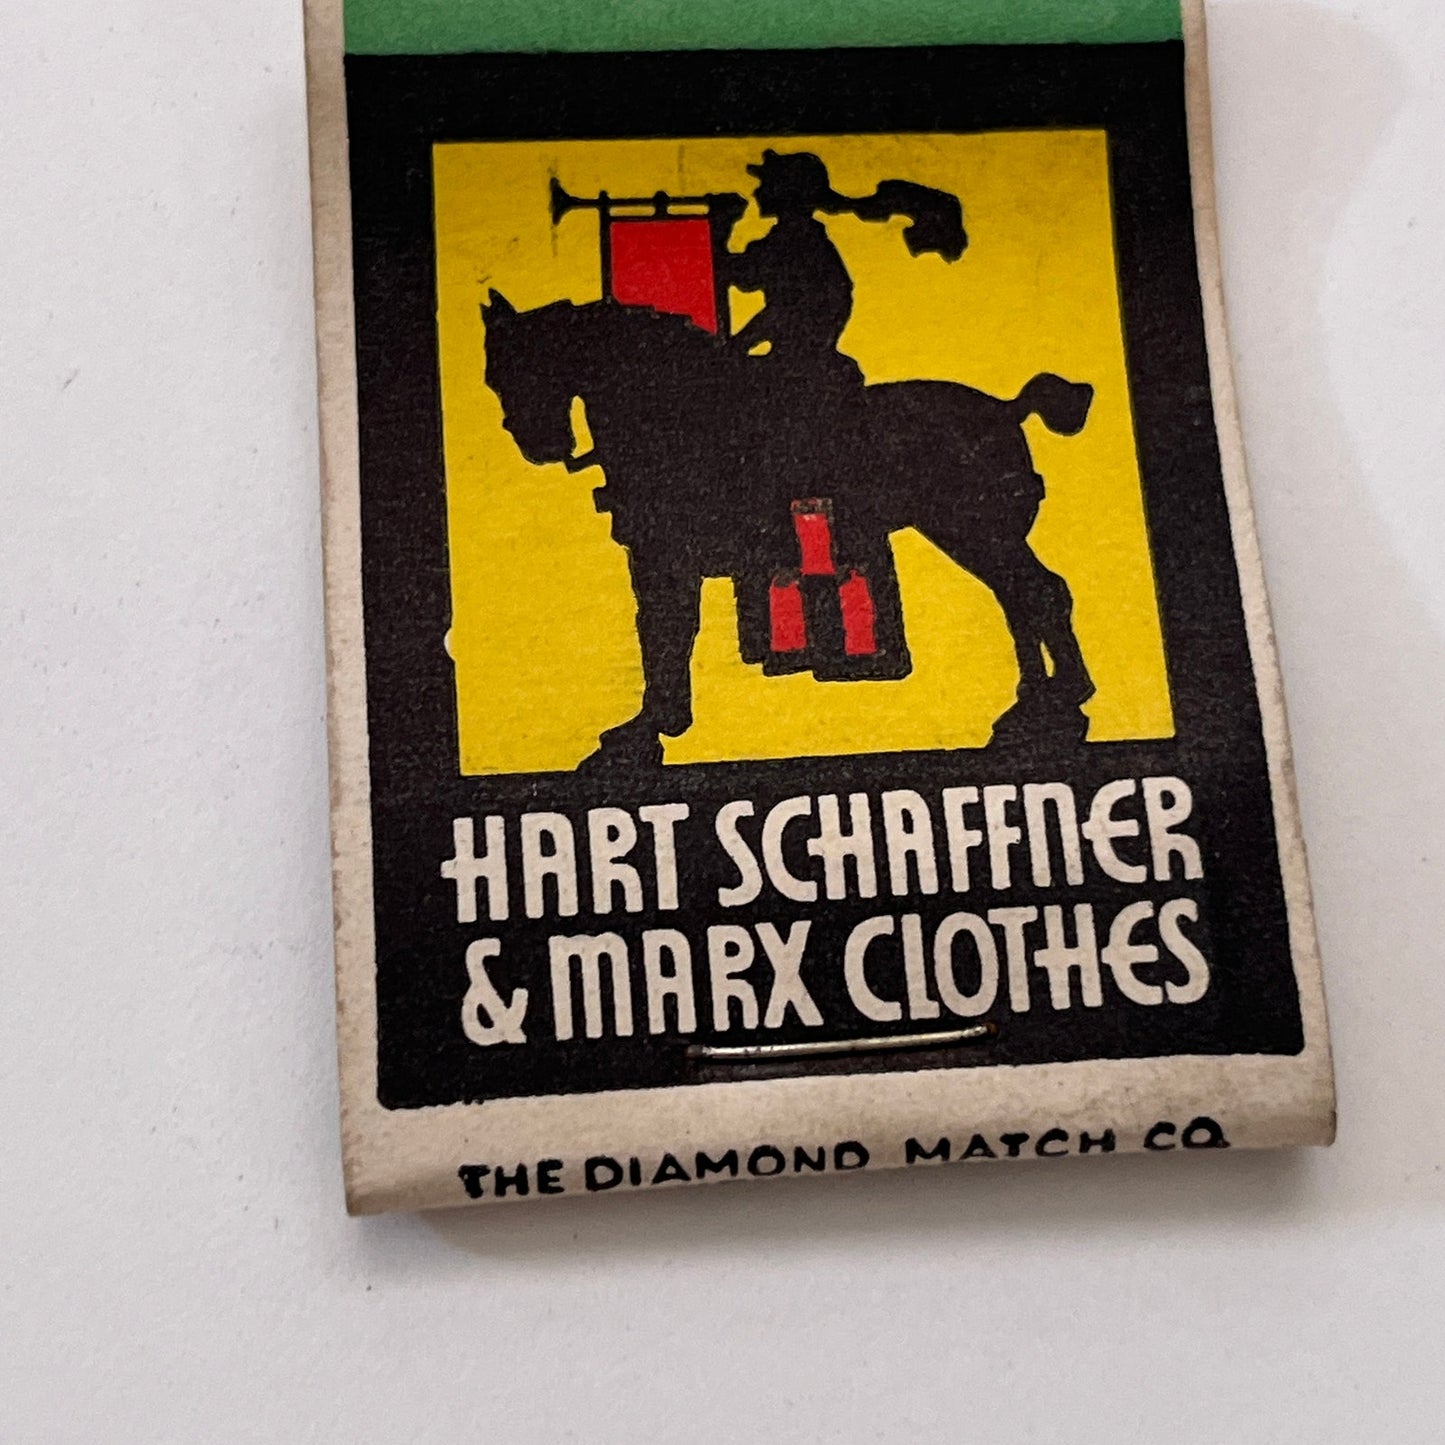 HART SCHAFFNER
& MARX CLOTHES
THE DIAMOND MATCH CO.